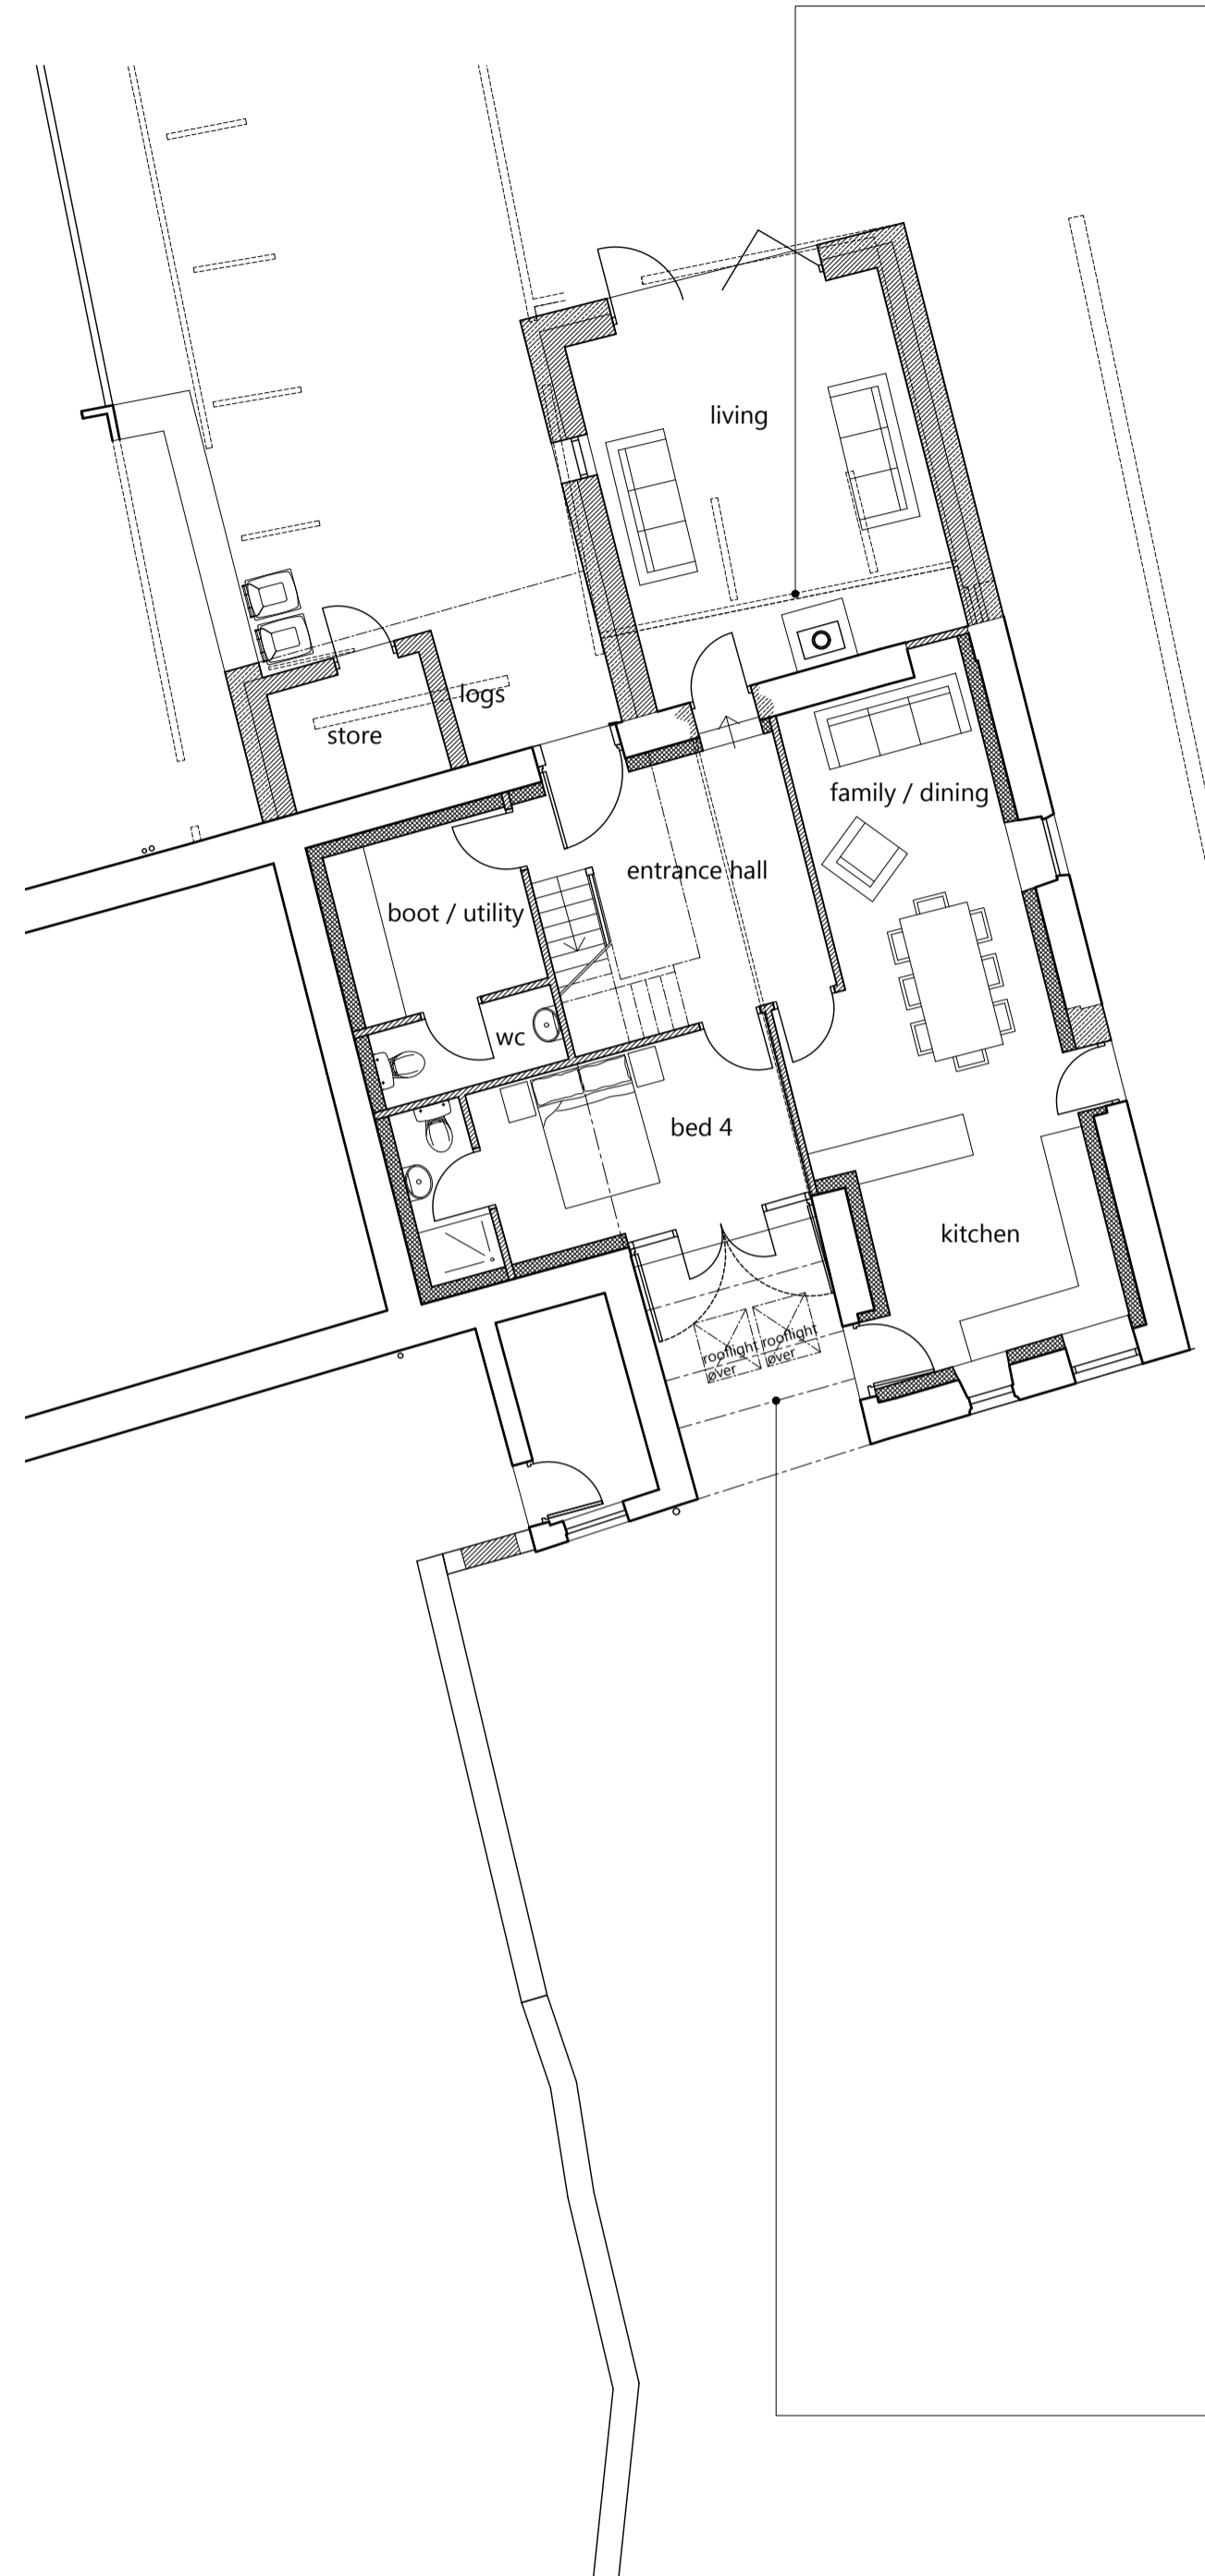 living
logs
store
family / dining
entrance hall
boot / utility
wc
bed 4
kitchen
rooflight
over
rooflight
over